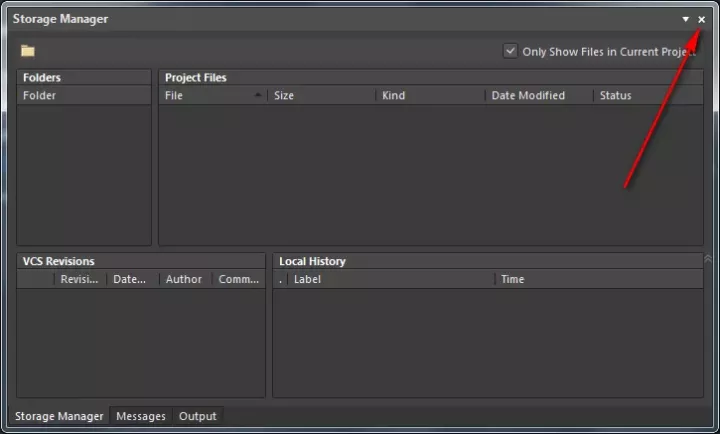 Storage Manager
Only Show Files in Current Project
Folders
Folder
Project Files
File Size Kind Date Modified Status
VCS Revisions
Revisi... Date... Author Comm...
Local History
. Label Time
Storage Manager Messages Output